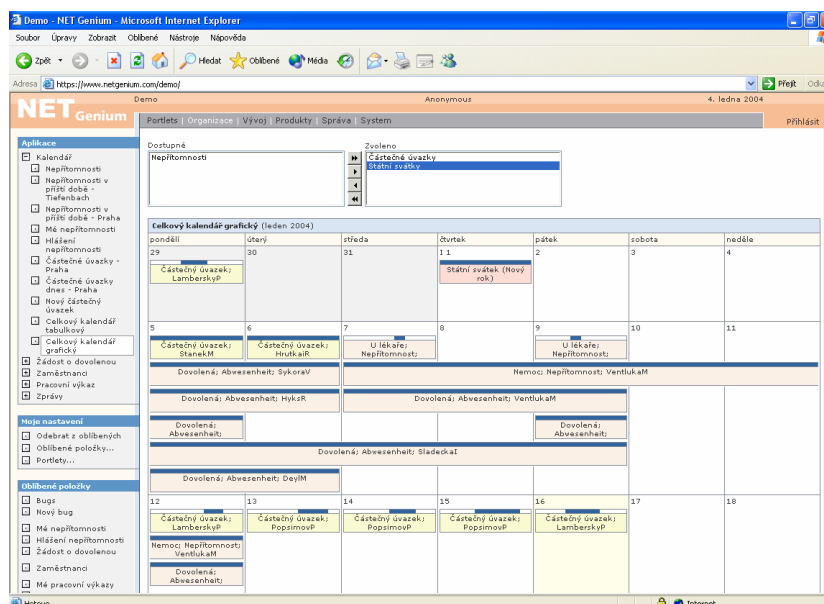 Demo - NET Genium - Microsoft Internet Explorer
Soubor Úpravy Zobrazit Oblíbené Nástroje Nápověda
Zpět Hledat Oblíbené Média
Adresa https://www.netgenium.com/demo/ Přejít
NET Genium
Demo Anonymous 4. ledna 2004
Portlets | Organizace | Vývoj | Produkty | Správa | System
Přihlásit
Aplikace
Kalendář
Nepřítomnosti
Nepřítomnosti v
příští době -
Tiefenbach
Nepřítomnosti v
příští době - Praha
Mé nepřítomnosti
Hlášení
nepřítomnosti
Částečné úvazky -
Praha
Částečné úvazky
dnes - Praha
Nový částečný
úvazek
Celkový kalendář
tabulkový
Celkový kalendář
grafický
Žádost o dovolenou
Zaměstnanci
Pracovní výkaz
Zprávy
Moje nastavení
Odebrat z oblíbených
Oblíbené položky...
Portlety...
Oblíbené položky
Bugs
Nový bug
Mé nepřítomnosti
Hlášení nepřítomnosti
Žádost o dovolenou
Zaměstnanci
Mé pracovní výkazy
Dostupné
Nepřítomnosti
Zvoleno
Částečné úvazky
Státní svátky
Celkový kalendář grafický (leden 2004)
pondělí úterý středa čtvrtek pátek sobota neděle
29 30 31 I 1 2 3 4
Částečný úvazek;
LamberskyP
Státní svátek (Nový
rok)
5 6 7 8 9 10 11
Částečný úvazek;
StanekM
Částečný úvazek;
HrutkaiR
U lékaře;
Nepřítomnost;
U lékaře;
Nepřítomnost;
Dovolená; Abwesenheit; SykoraV
Nemoc; Nepřítomnost; VentlukaM
Dovolená; Abwesenheit; HyksR
Dovolená; Abwesenheit; VentlukaM
Dovolená;
Abwesenheit;
Dovolená;
Abwesenheit;
Dovolená; Abwesenheit; SladeckaI
Dovolená; Abwesenheit; DeylM
12 13 14 15 16 17 18
Částečný úvazek;
LamberskyP
Částečný úvazek;
PopsimovP
Částečný úvazek;
PopsimovP
Částečný úvazek;
PopsimovP
Částečný úvazek;
LamberskyP
Nemoc; Nepřítomnost;
VentlukaM
Dovolená;
Abwesenheit;
Hotovo Internet